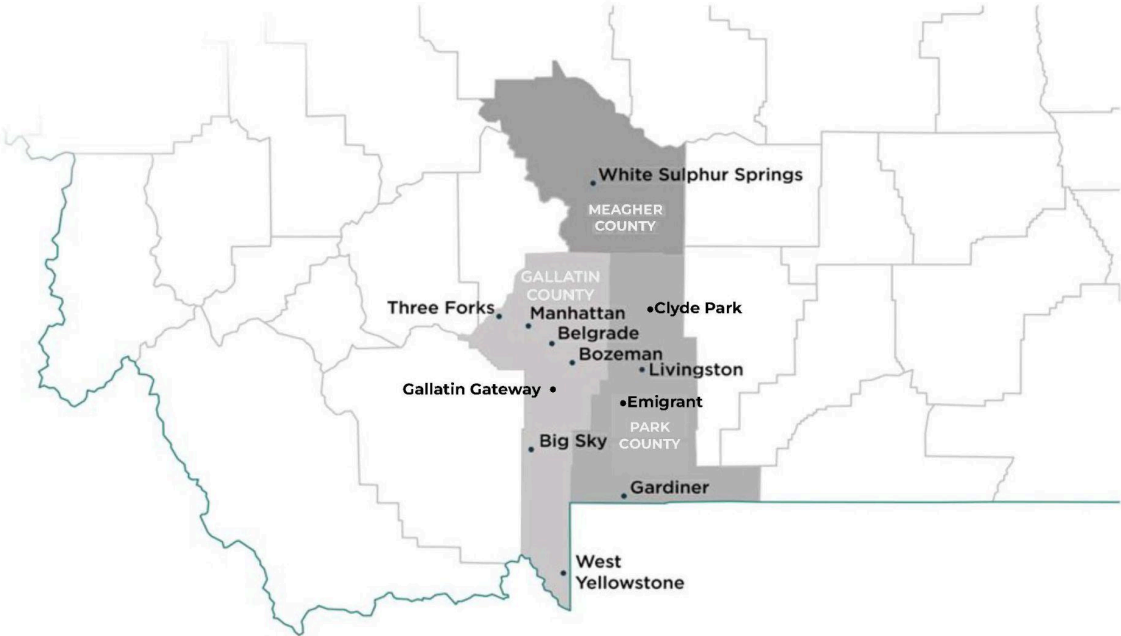 White Sulphur Springs
MEAGHER
COUNTY
GALLATIN
COUNTY
Three Forks
Manhattan
Clyde Park
Belgrade
Bozeman
Livingston
Gallatin Gateway
Emigrant
PARK
COUNTY
Big Sky
Gardiner
West
Yellowstone